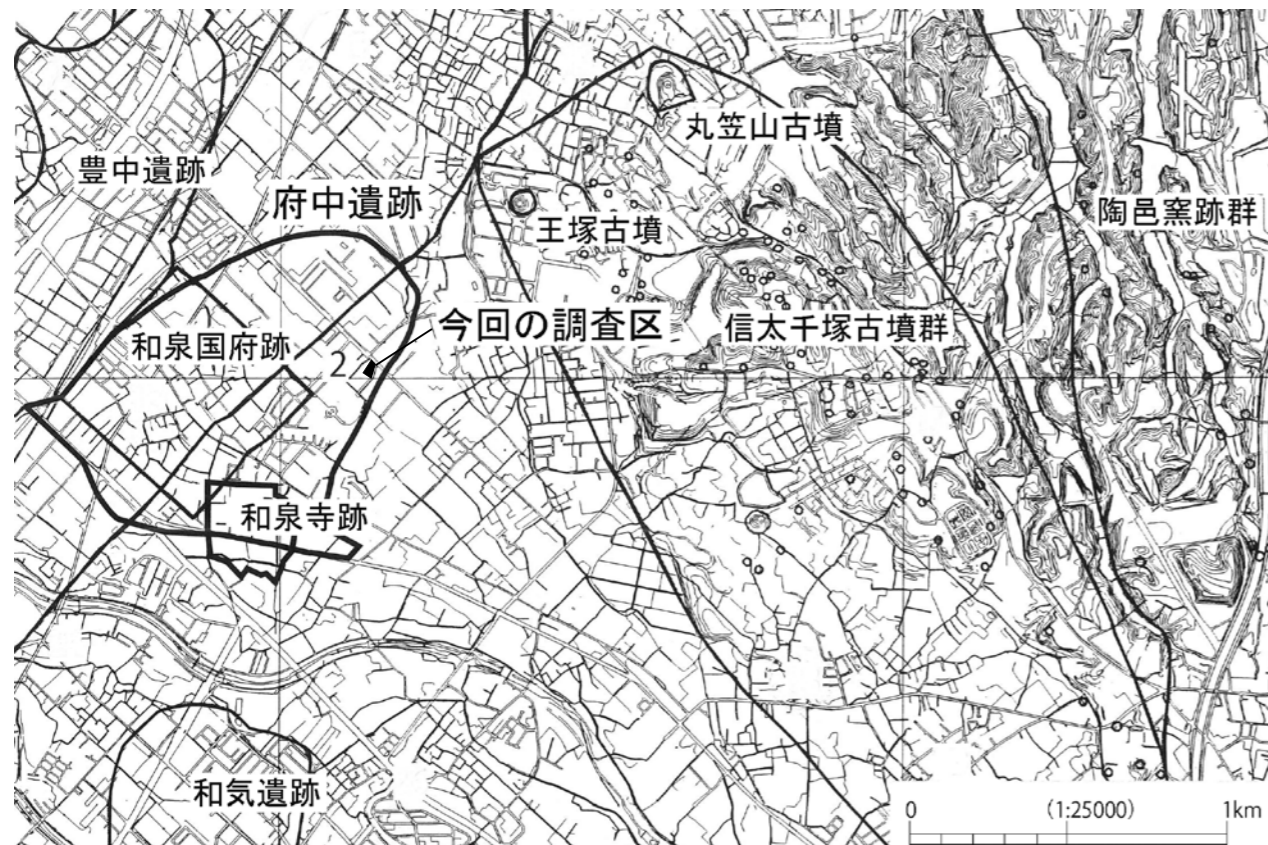 丸笠山古墳
豊中遺跡
府中遺跡
陶邑窯跡群
王塚古墳
今回の調査区
信太千塚古墳群
和泉国府跡
2
和泉寺跡
和気遺跡
0 (1:25000) 1km